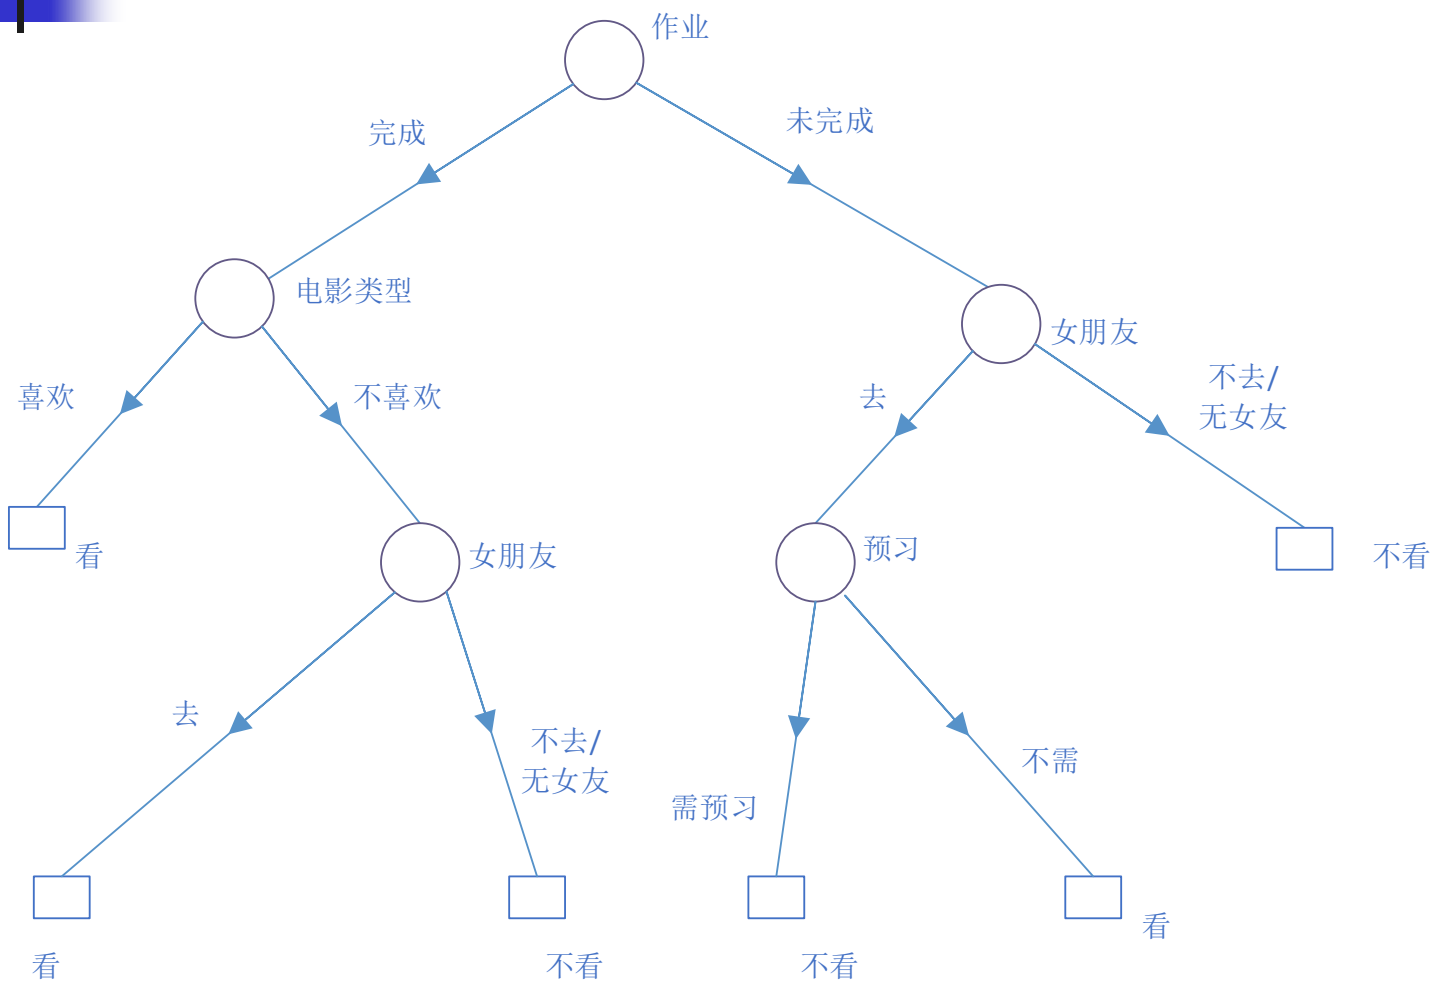 作业
完成
未完成
电影类型
女朋友
喜欢
不喜欢
去
不去/
无女友
看
女朋友
预习
不看
去
不去/
无女友
需预习
不需
看
不看
不看
看